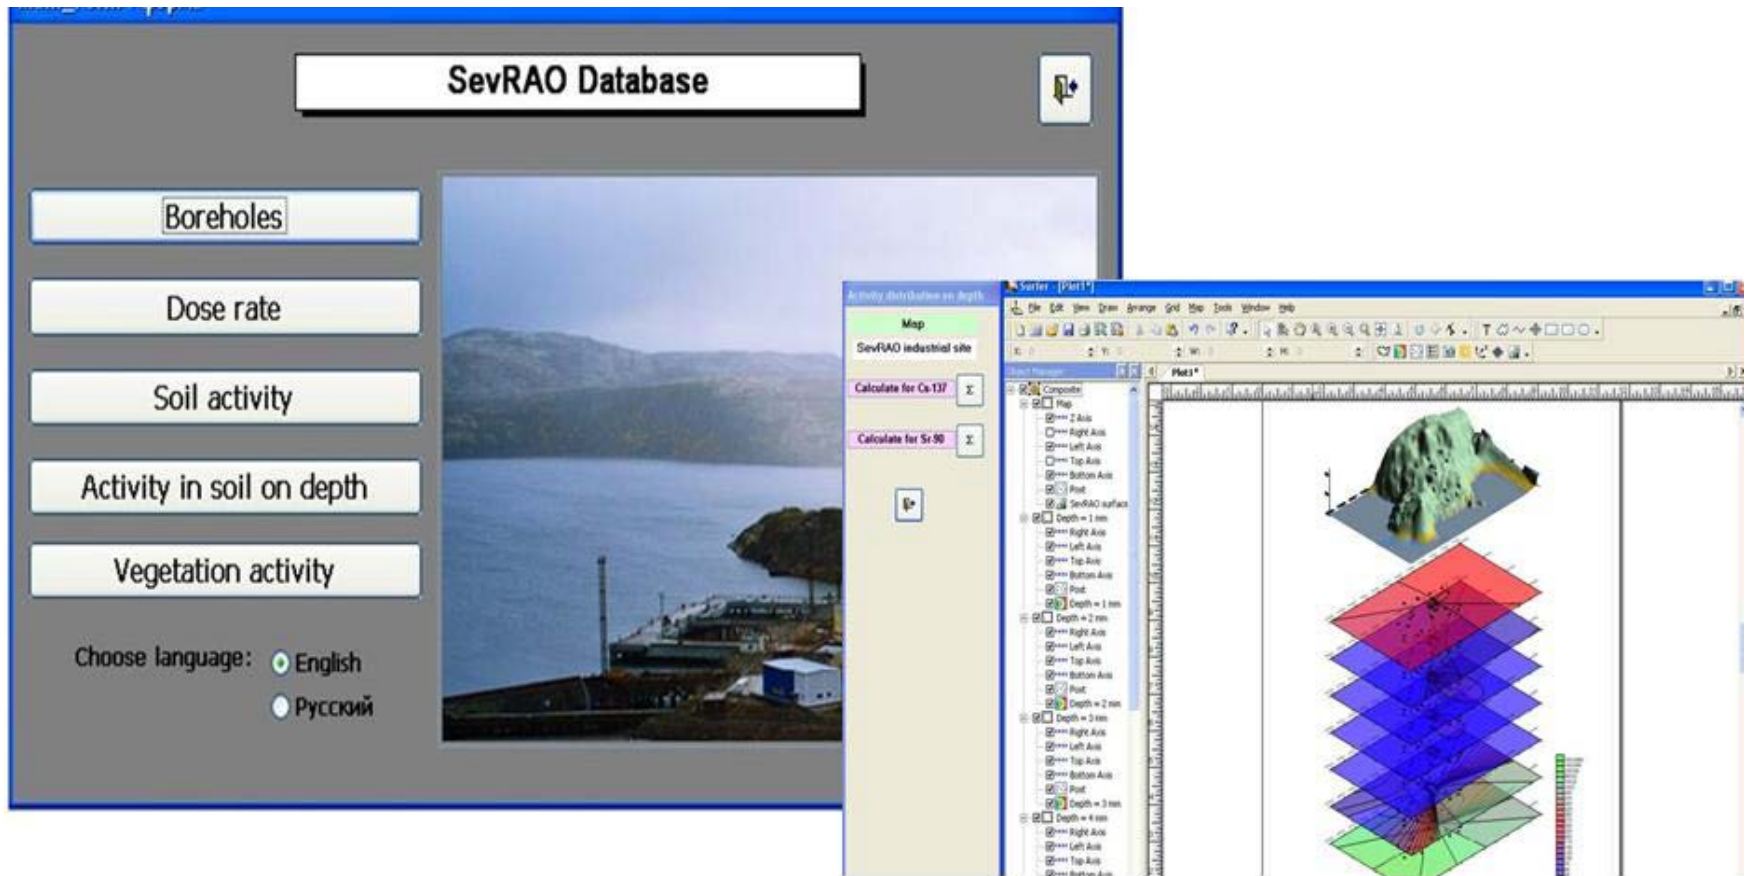 SevRAO Database
Boreholes
Dose rate
Soil activity
Activity in soil on depth
Vegetation activity
Choose language:
English
Русский
Activity distribution on depth
Map
SevRAO industrial site
Calculate for Cs-137
Σ
Calculate for Sr-90
Σ
Surfer - [Plot1*]
File Edit View Draw Arrange Grid Map Tools Window Help
X:
Y:
W:
H:
Object Manager
Plot1*
Composite
Map
Z Axis
Right Axis
Left Axis
Top Axis
Bottom Axis
Post
SevRAO surface
Depth = 1 mm
Right Axis
Left Axis
Top Axis
Bottom Axis
Post
Depth = 1 mm
Depth = 2 mm
Right Axis
Left Axis
Top Axis
Bottom Axis
Post
Depth = 2 mm
Depth = 3 mm
Right Axis
Left Axis
Top Axis
Bottom Axis
Post
Depth = 3 mm
Depth = 4 mm
Right Axis
Left Axis
Top Axis
Bottom Axis